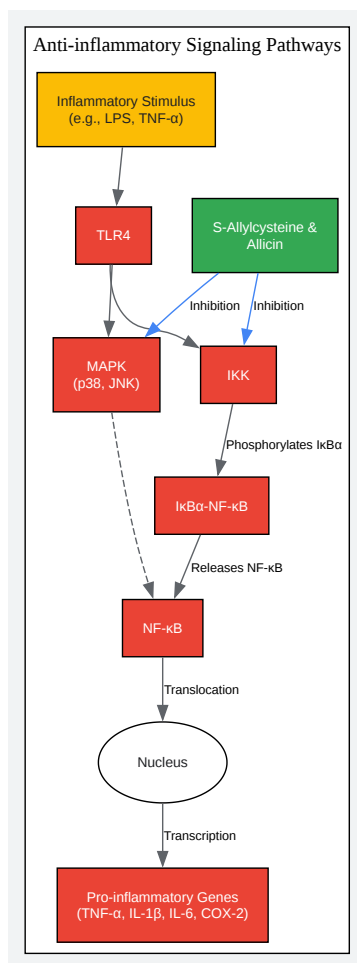 Anti-inflammatory Signaling Pathways
Inflammatory Stimulus
(e.g., LPS, TNF-α)
TLR4
S-Allylcysteine &
Allicin
Inhibition
Inhibition
MAPK
(p38, JNK)
IKK
Phosphorylates IκBα
IκBα-NF-κB
Releases NF-κB
NF-κB
Translocation
Nucleus
Transcription
Pro-inflammatory Genes
(TNF-α, IL-1β, IL-6, COX-2)